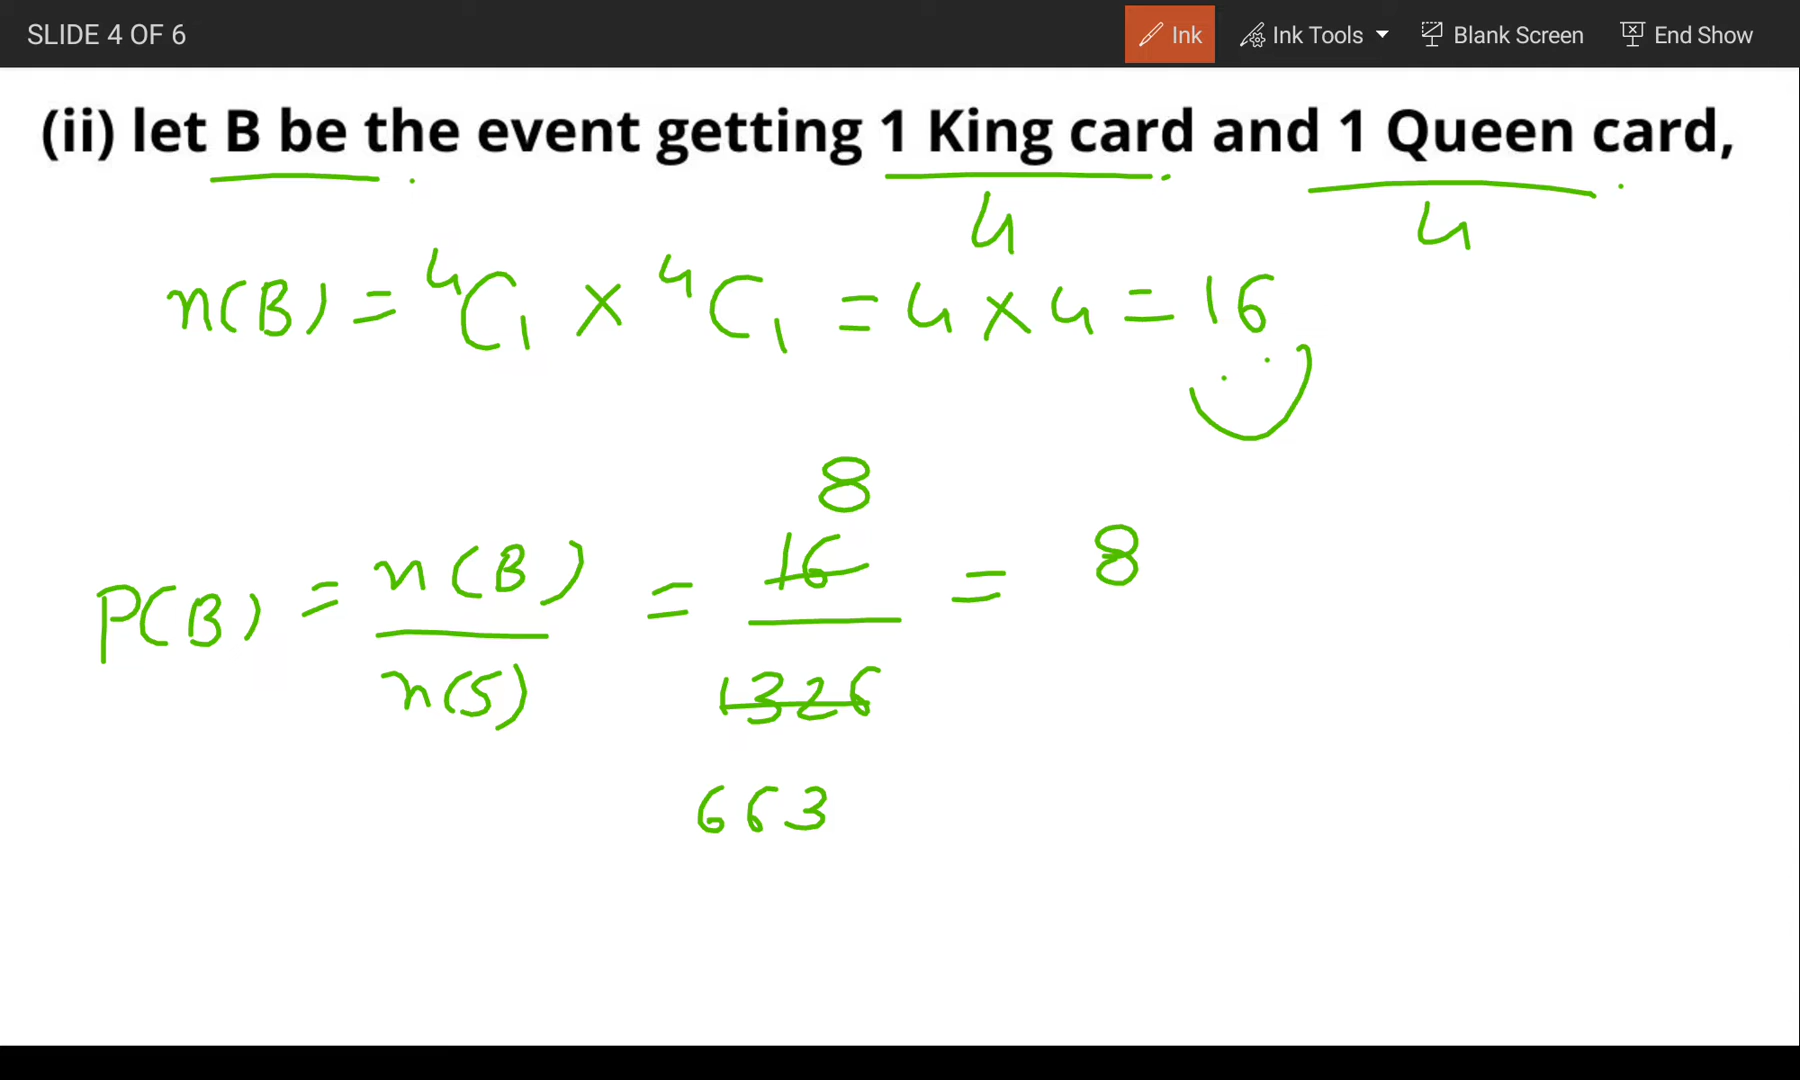 SLIDE 4 OF 6 Ink Ink Tools Blank Screen End Show
(ii) let B be the event getting 1 King card and 1 Queen card,
4 4
n(B) = ⁴C₁ × ⁴C₁ = 4 × 4 = 16
8
P(B) = n(B)/n(S) = 16/1326 = 8
663